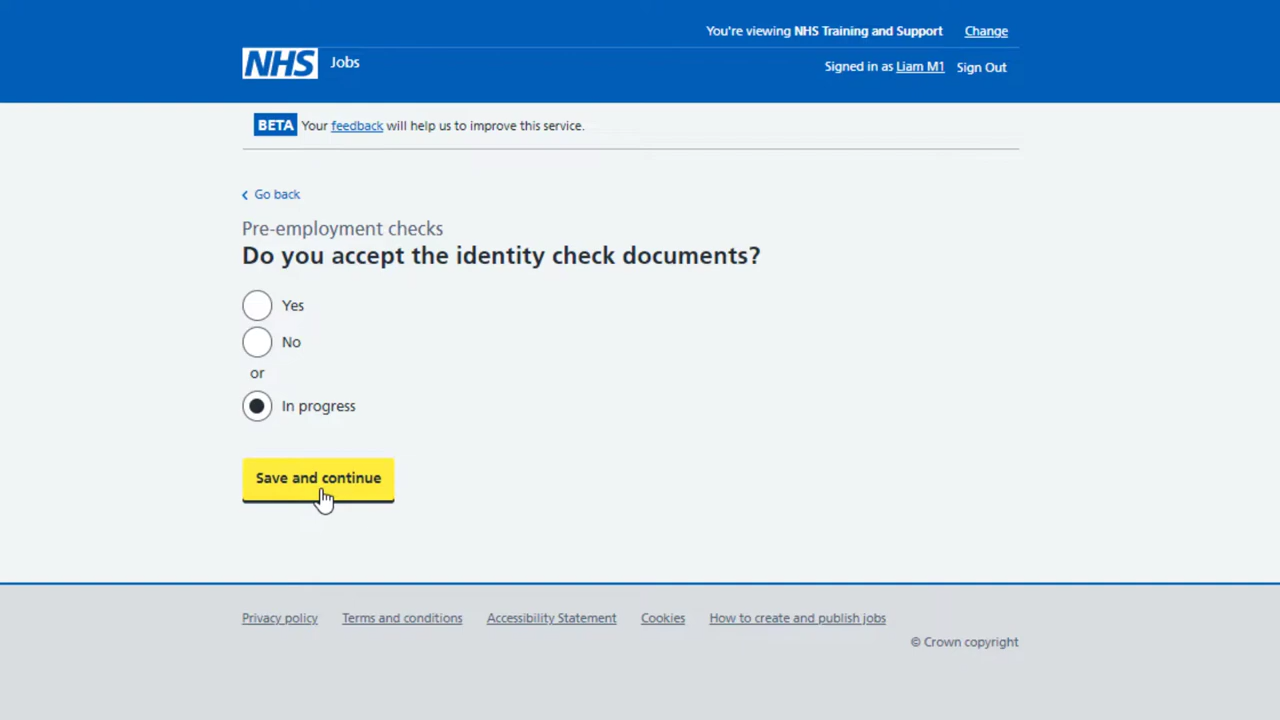 You're viewing NHS Training and Support Change
NHS Jobs
Signed in as Liam M1 Sign Out
BETA Your feedback will help us to improve this service.
Go back
Pre-employment checks
Do you accept the identity check documents?
Yes
No
or
In progress
Save and continue
Privacy policy Terms and conditions Accessibility Statement Cookies How to create and publish jobs
© Crown copyright